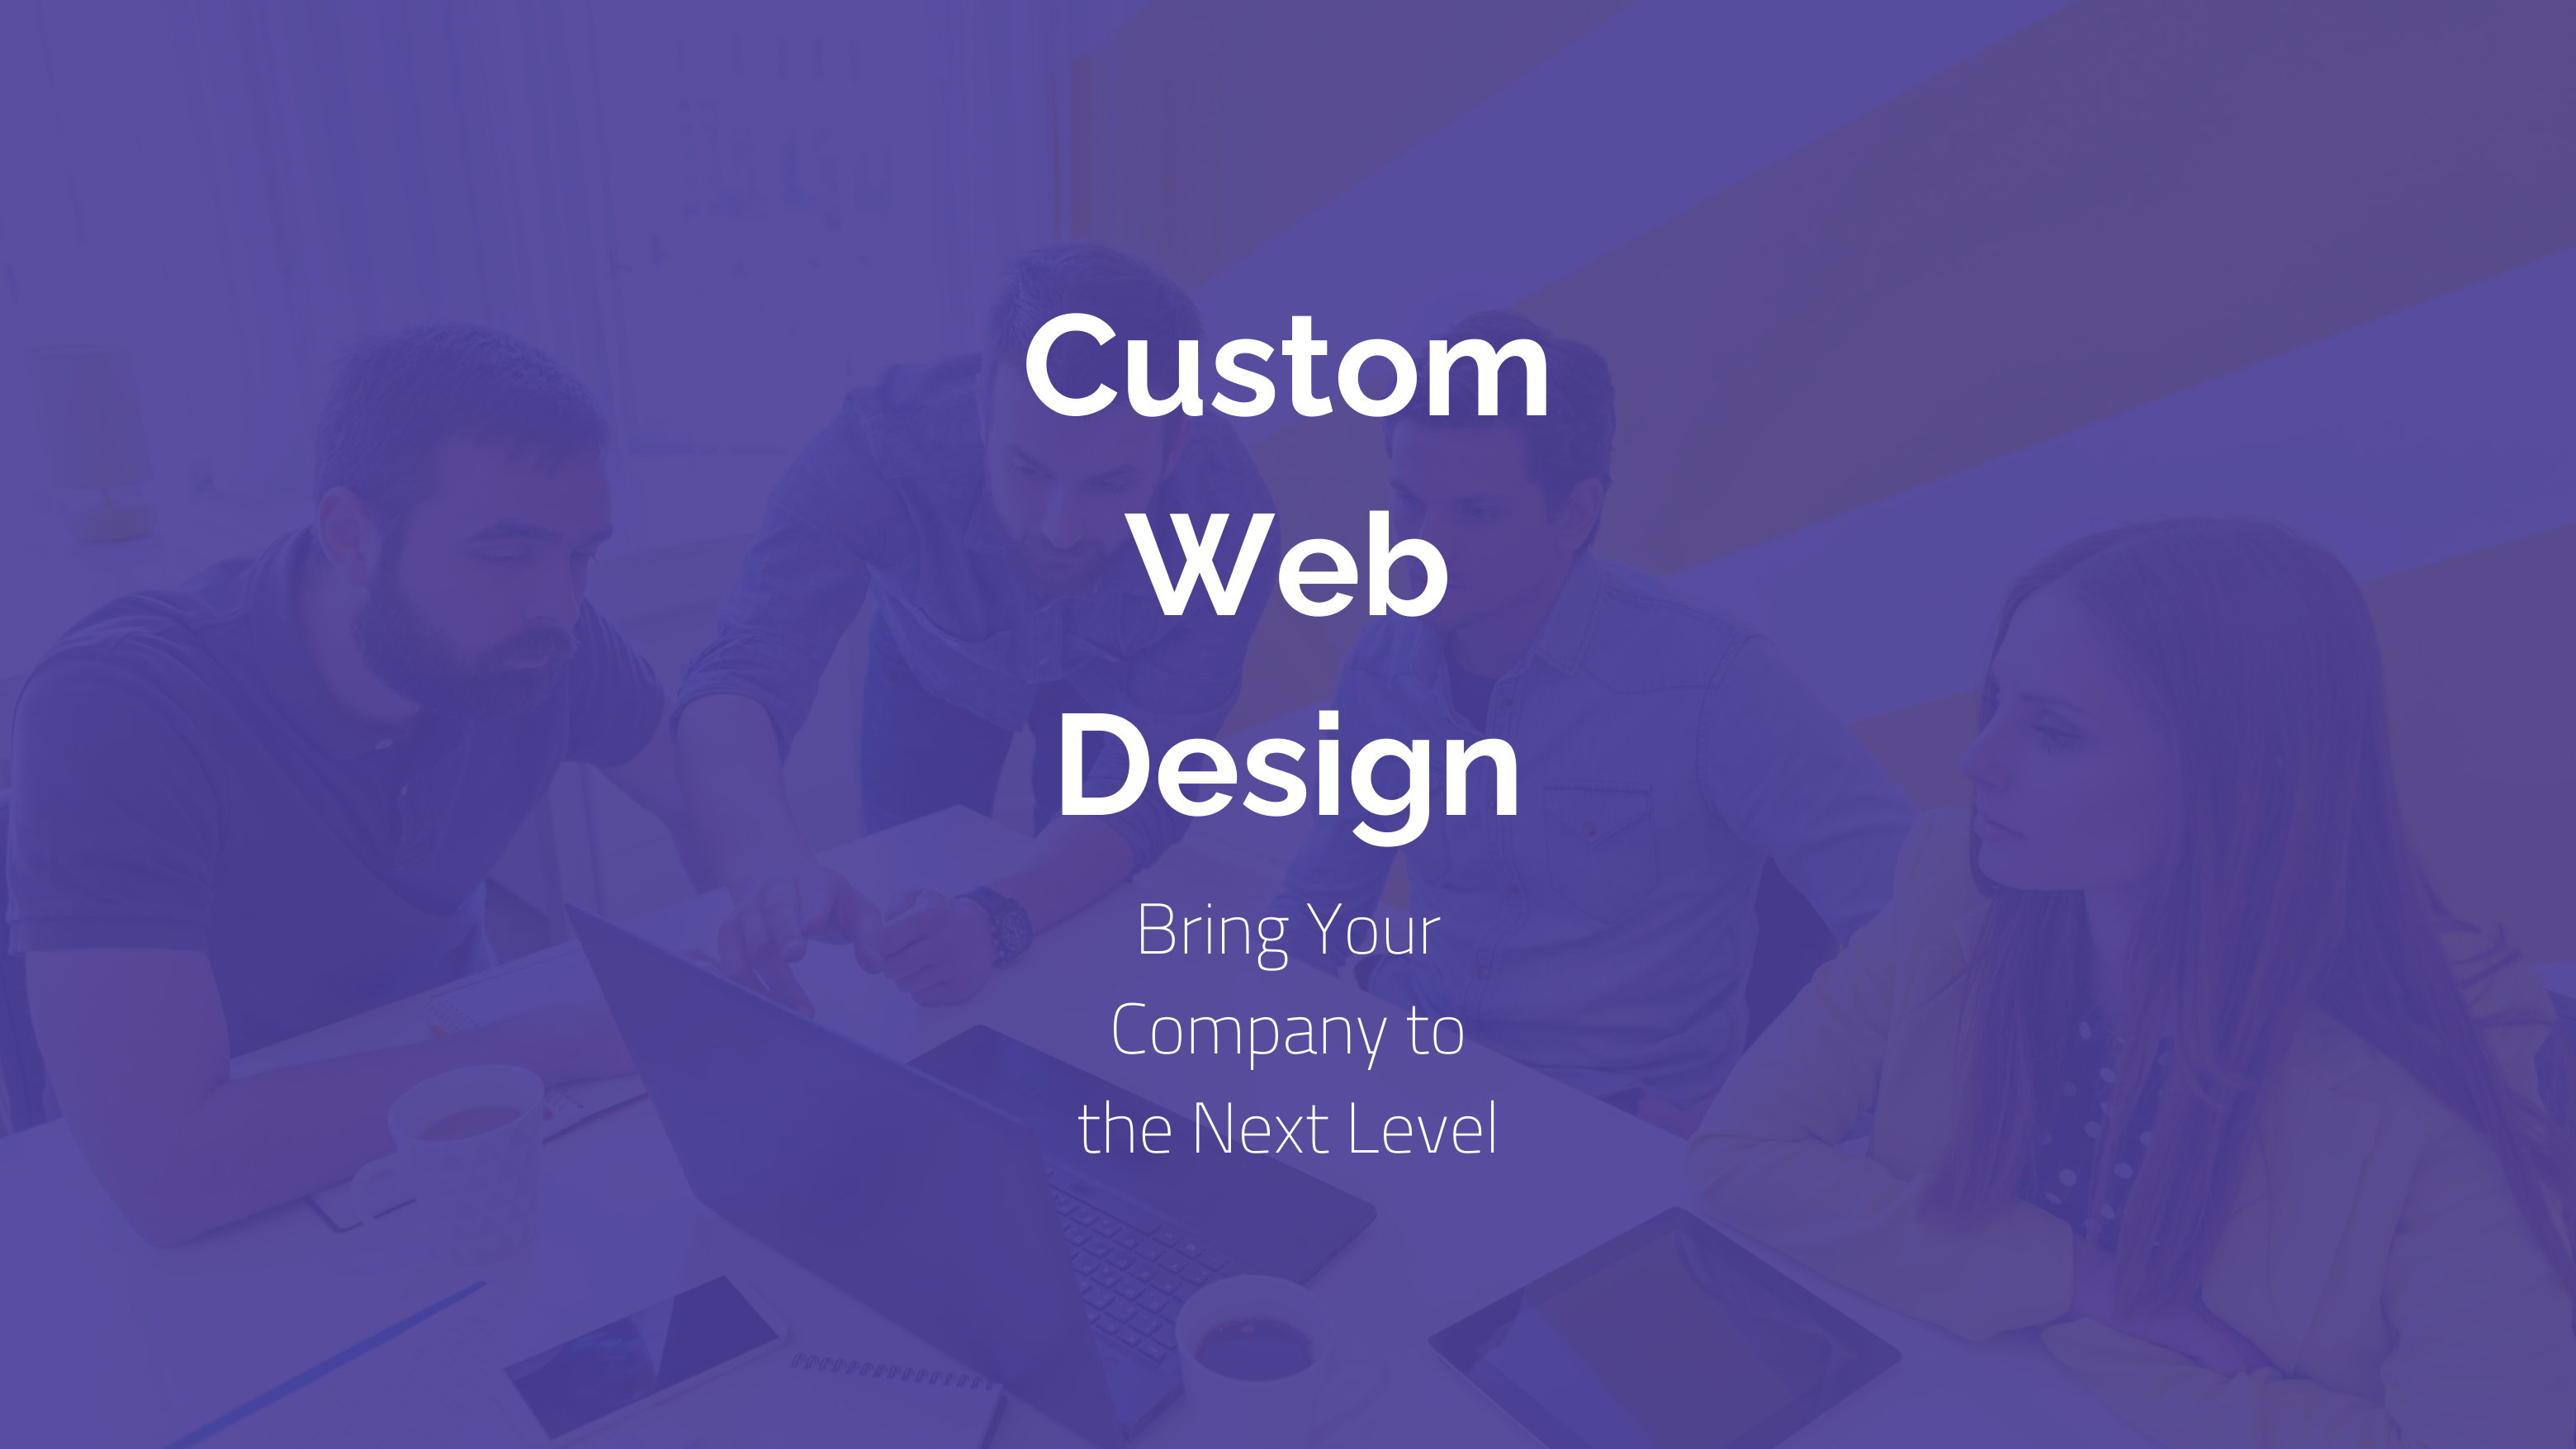 Custom
Web
Design
Bring Your
Company to
the Next Level